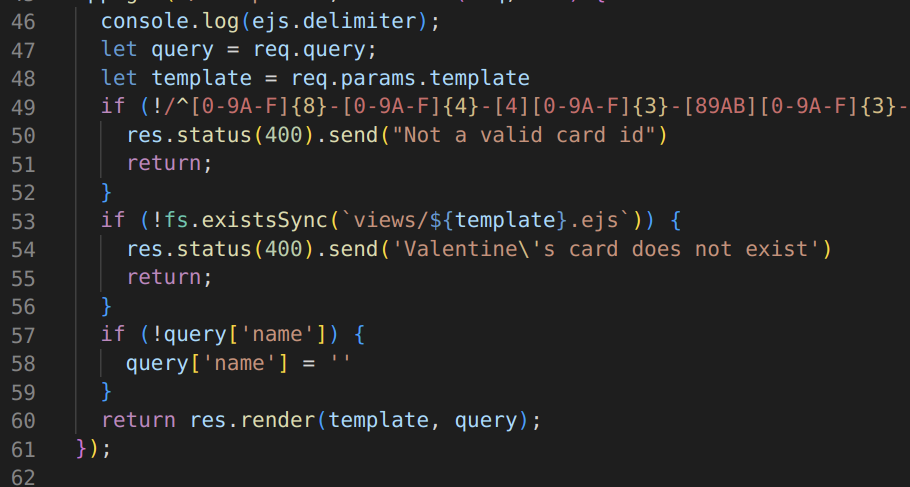 46 console.log(ejs.delimiter);
47 let query = req.query;
48 let template = req.params.template
49 if (!/^[0-9A-F]{8}-[0-9A-F]{4}-[4][0-9A-F]{3}-[89AB][0-9A-F]{3}-
50 res.status(400).send("Not a valid card id")
51 return;
52 }
53 if (!fs.existsSync(`views/${template}.ejs`)) {
54 res.status(400).send('Valentine\'s card does not exist')
55 return;
56 }
57 if (!query['name']) {
58 query['name'] = ''
59 }
60 return res.render(template, query);
61 });
62